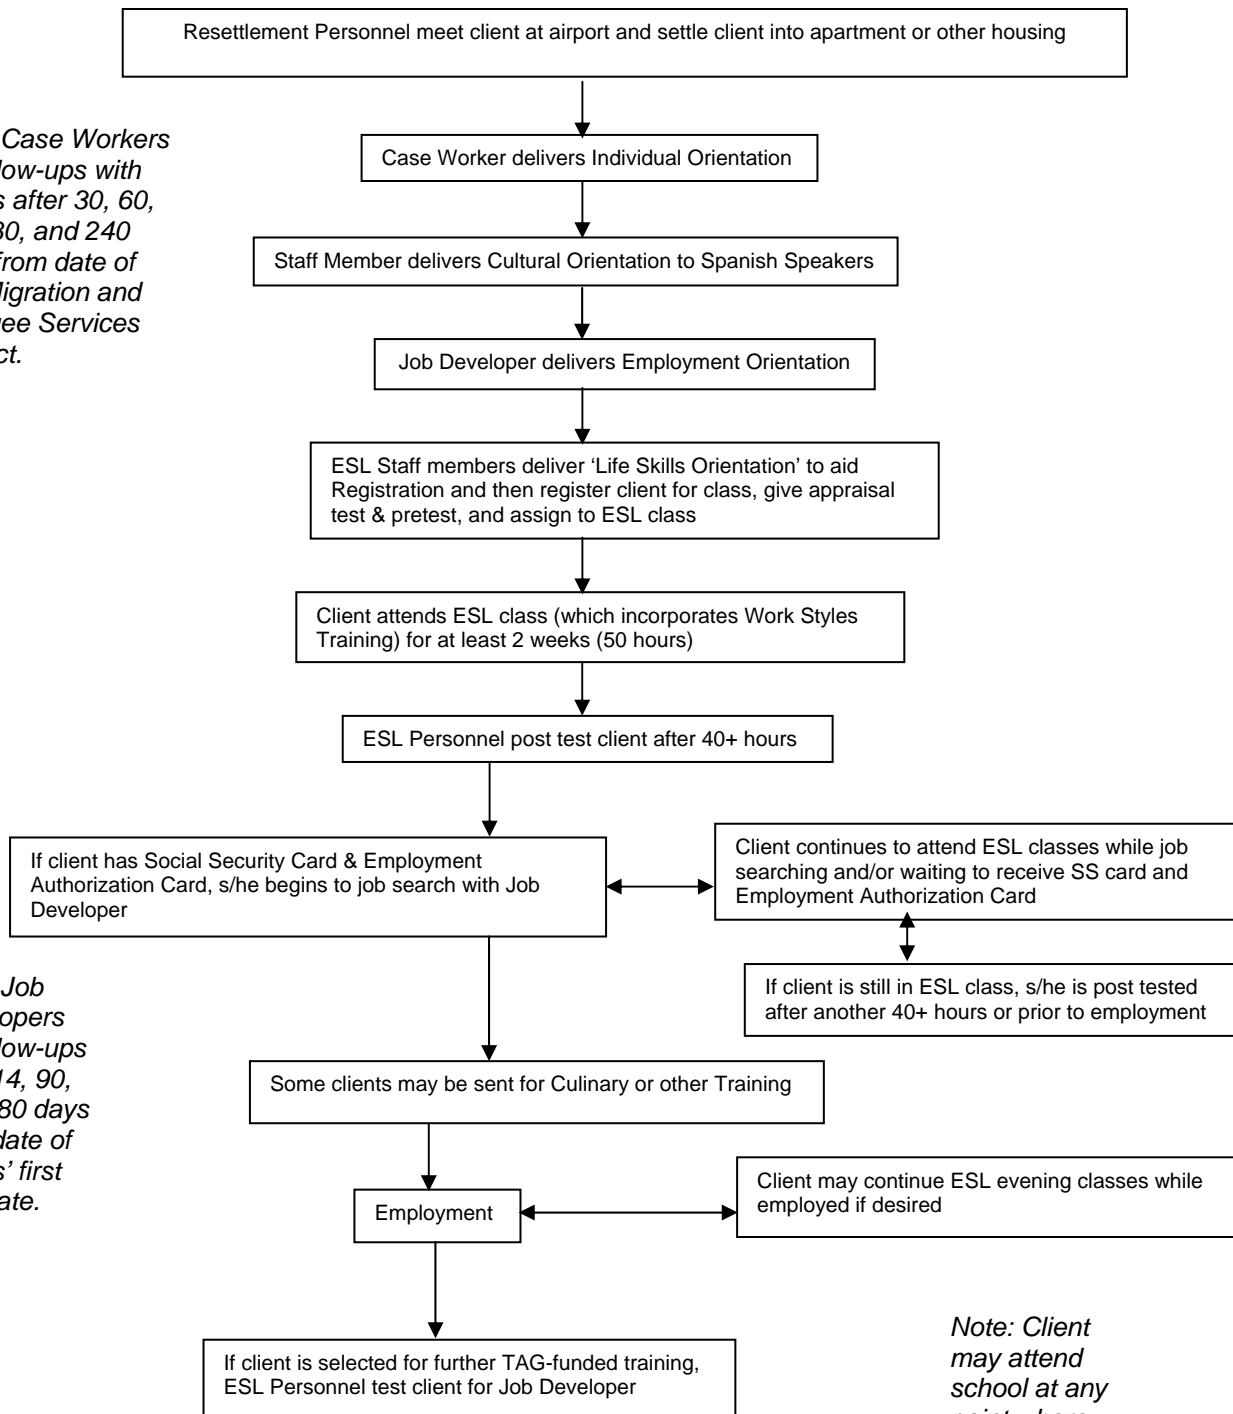 Resettlement Personnel meet client at airport and settle client into apartment or other housing
Case Workers
low-ups with
s after 30, 60,
80, and 240
from date of
Migration and
ee Services
ct.
Case Worker delivers Individual Orientation
Staff Member delivers Cultural Orientation to Spanish Speakers
Job Developer delivers Employment Orientation
ESL Staff members deliver ‘Life Skills Orientation’ to aid
Registration and then register client for class, give appraisal
test & pretest, and assign to ESL class
Client attends ESL class (which incorporates Work Styles
Training) for at least 2 weeks (50 hours)
ESL Personnel post test client after 40+ hours
If client has Social Security Card & Employment
Authorization Card, s/he begins to job search with Job
Developer
Client continues to attend ESL classes while job
searching and/or waiting to receive SS card and
Employment Authorization Card
If client is still in ESL class, s/he is post tested
after another 40+ hours or prior to employment
Job
opers
low-ups
14, 90,
80 days
date of
s’ first
ate.
Some clients may be sent for Culinary or other Training
Employment
Client may continue ESL evening classes while
employed if desired
If client is selected for further TAG-funded training,
ESL Personnel test client for Job Developer
Note: Client
may attend
school at any